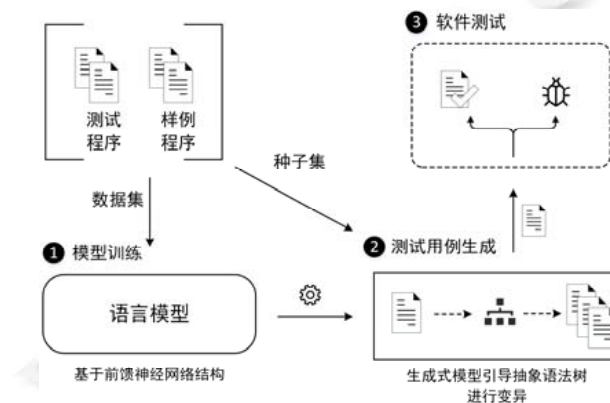 ❸ 软件测试
测试
程序
样例
程序
种子集
数据集
❶ 模型训练
❷ 测试用例生成
语言模型
基于前馈神经网络结构
生成式模型引导抽象语法树
进行变异